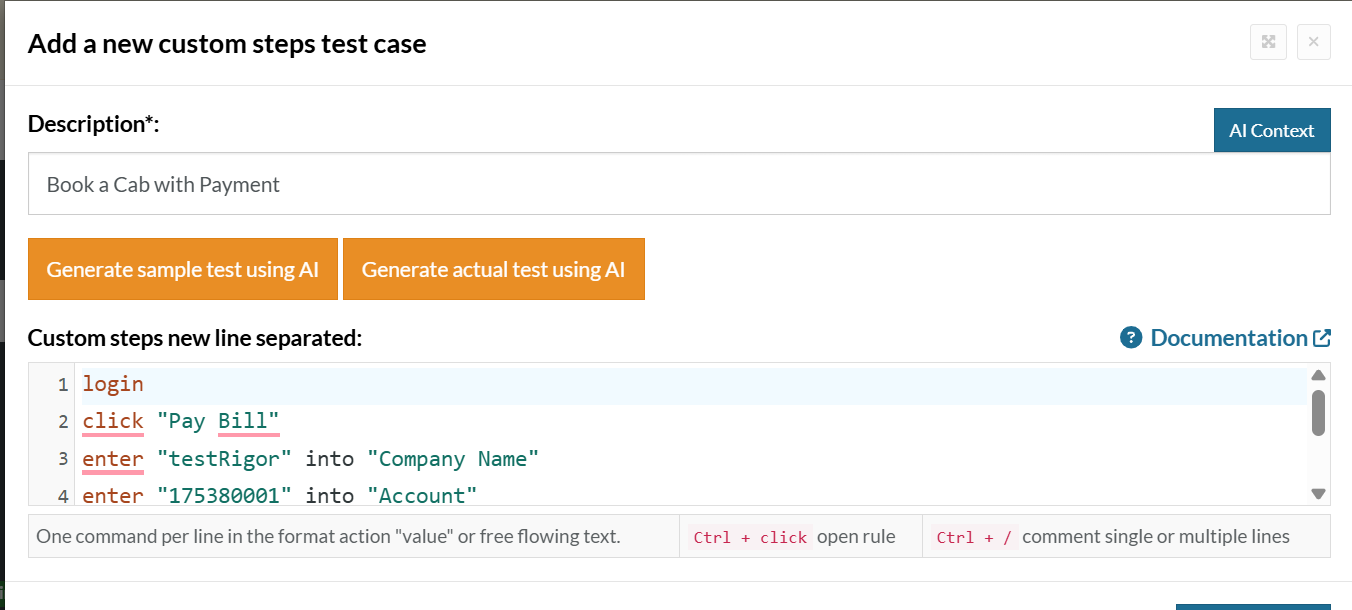 Add a new custom steps test case
Description*:
AI Context
Book a Cab with Payment
Generate sample test using AI
Generate actual test using AI
Custom steps new line separated:
? Documentation
1 login
2 click "Pay Bill"
3 enter "testRigor" into "Company Name"
4 enter "175380001" into "Account"
One command per line in the format action "value" or free flowing text.
Ctrl + click open rule
Ctrl + / comment single or multiple lines